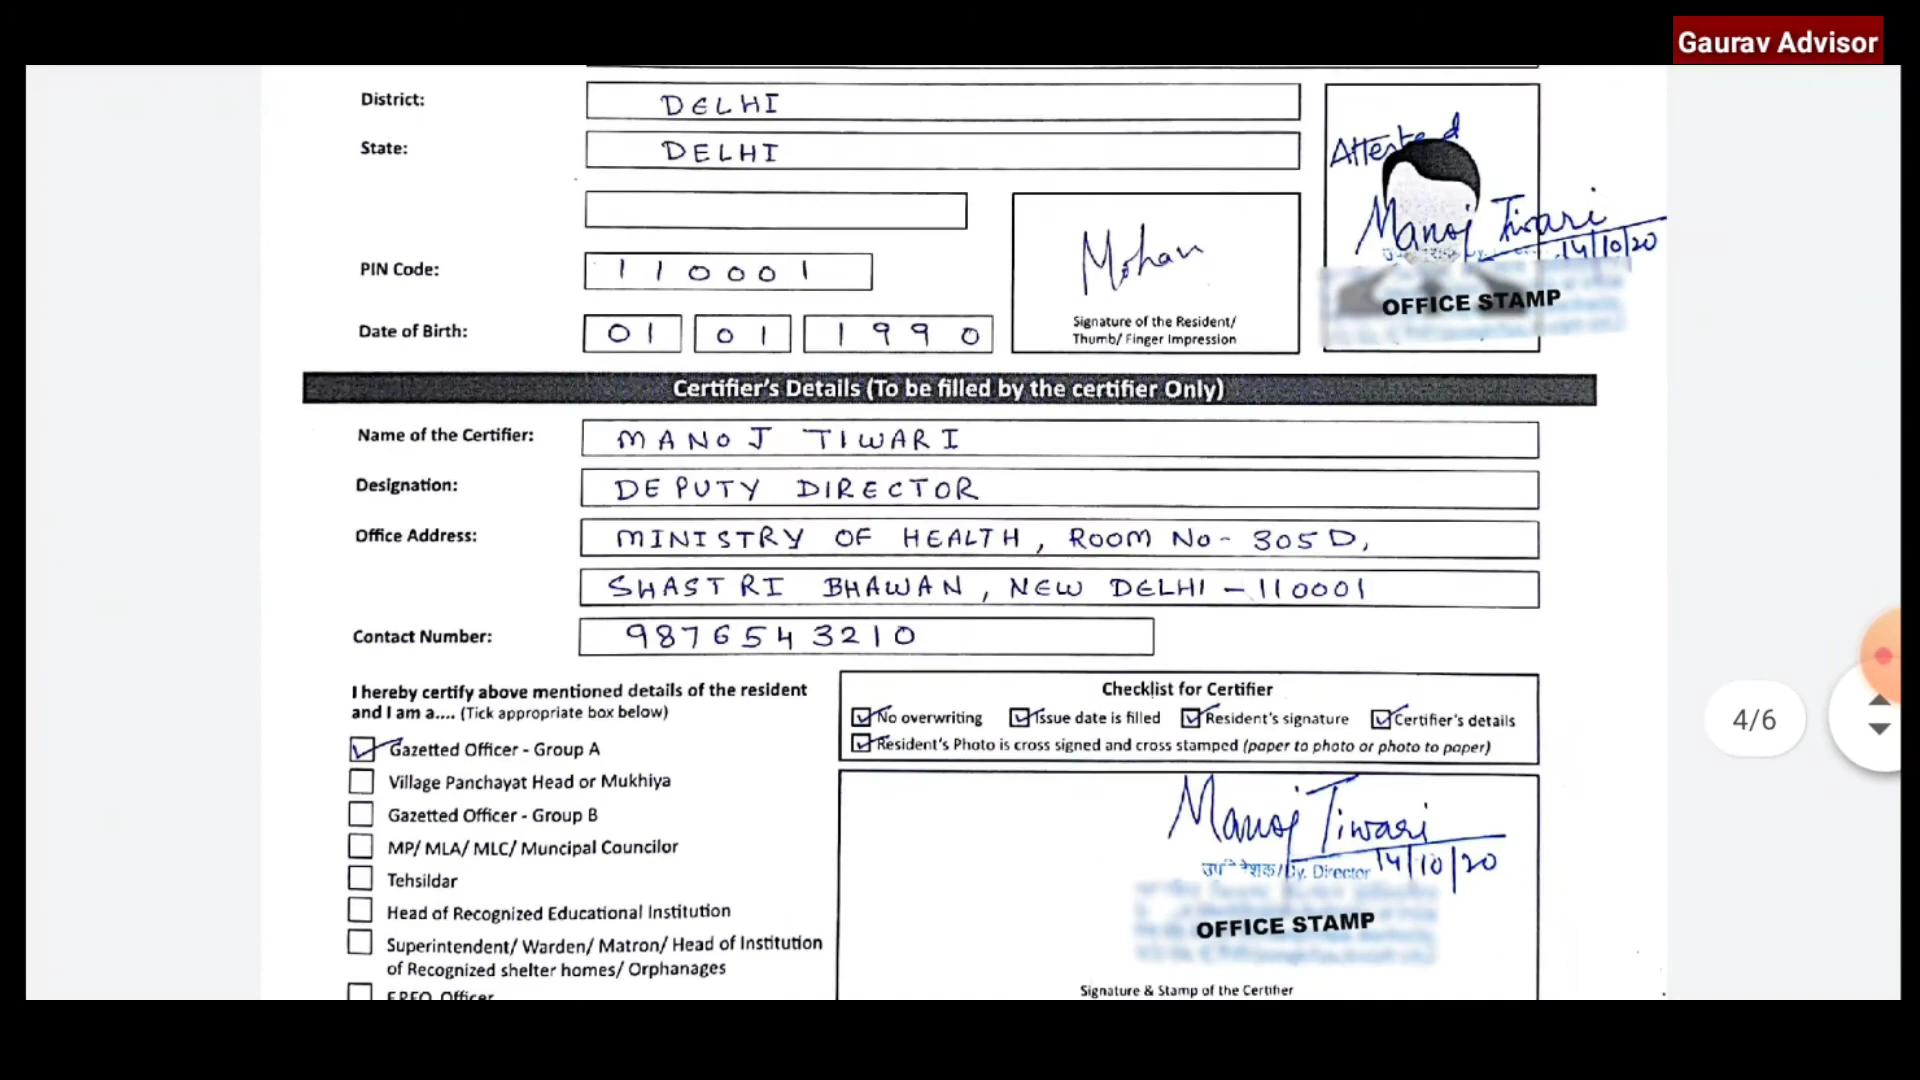 Gaurav Advisor
District: DELHI
State: DELHI
Attested
Manoj Tiwari
14/10/20
OFFICE STAMP
Mohan
Signature of the Resident/
Thumb/ Finger Impression
PIN Code: 110001
Date of Birth: 01 01 1990
Certifier's Details (To be filled by the certifier Only)
Name of the Certifier: MANOJ TIWARI
Designation: DEPUTY DIRECTOR
Office Address: MINISTRY OF HEALTH, ROOM NO- 305D,
SHASTRI BHAWAN, NEW DELHI - 110001
Contact Number: 9876543210
I hereby certify above mentioned details of the resident
and I am a.... (Tick appropriate box below)
Gazetted Officer - Group A
Village Panchayat Head or Mukhiya
Gazetted Officer - Group B
MP/ MLA/ MLC/ Muncipal Councilor
Tehsildar
Head of Recognized Educational Institution
Superintendent/ Warden/ Matron/ Head of Institution
of Recognized shelter homes/ Orphanages
EPFO Officer
Checklist for Certifier
No overwriting Issue date is filled Resident's signature Certifier's details
Resident's Photo is cross signed and cross stamped (paper to photo or photo to paper)
Manoj Tiwari
14/10/20
Dy. Director
OFFICE STAMP
Signature & Stamp of the Certifier
4/6